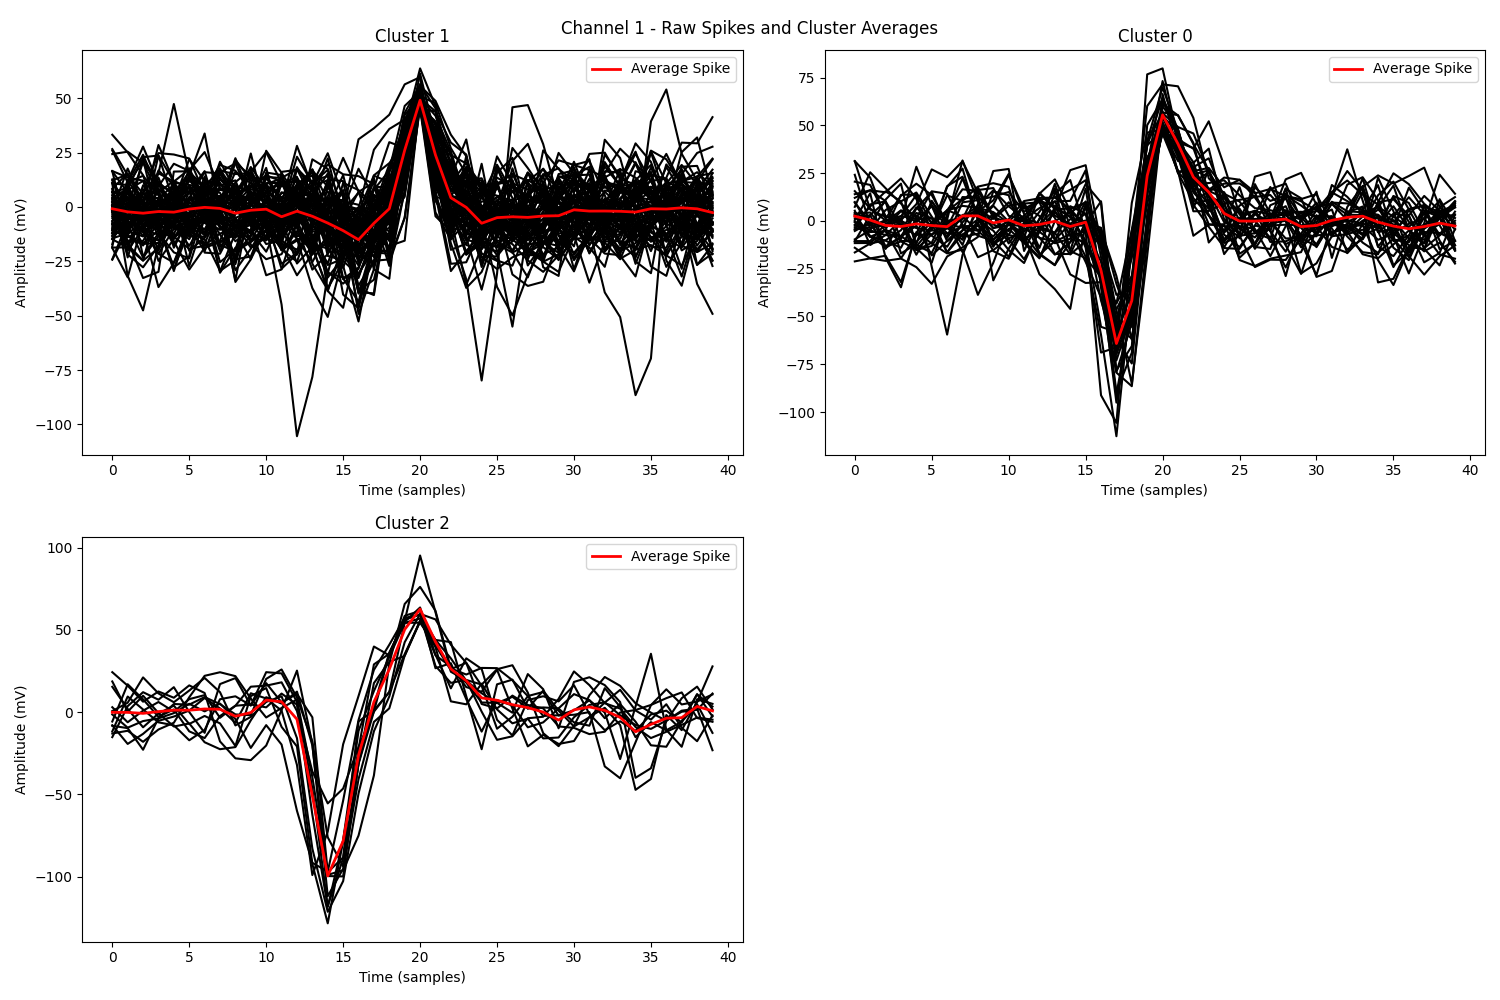 Channel 1 - Raw Spikes and Cluster Averages
Cluster 1
Average Spike
Amplitude (mV)
50
25
0
−25
−50
−75
−100
0 5 10 15 20 25 30 35 40
Time (samples)
Cluster 0
Average Spike
Amplitude (mV)
75
50
25
0
−25
−50
−75
−100
0 5 10 15 20 25 30 35 40
Time (samples)
Cluster 2
Average Spike
Amplitude (mV)
100
50
0
−50
−100
0 5 10 15 20 25 30 35 40
Time (samples)